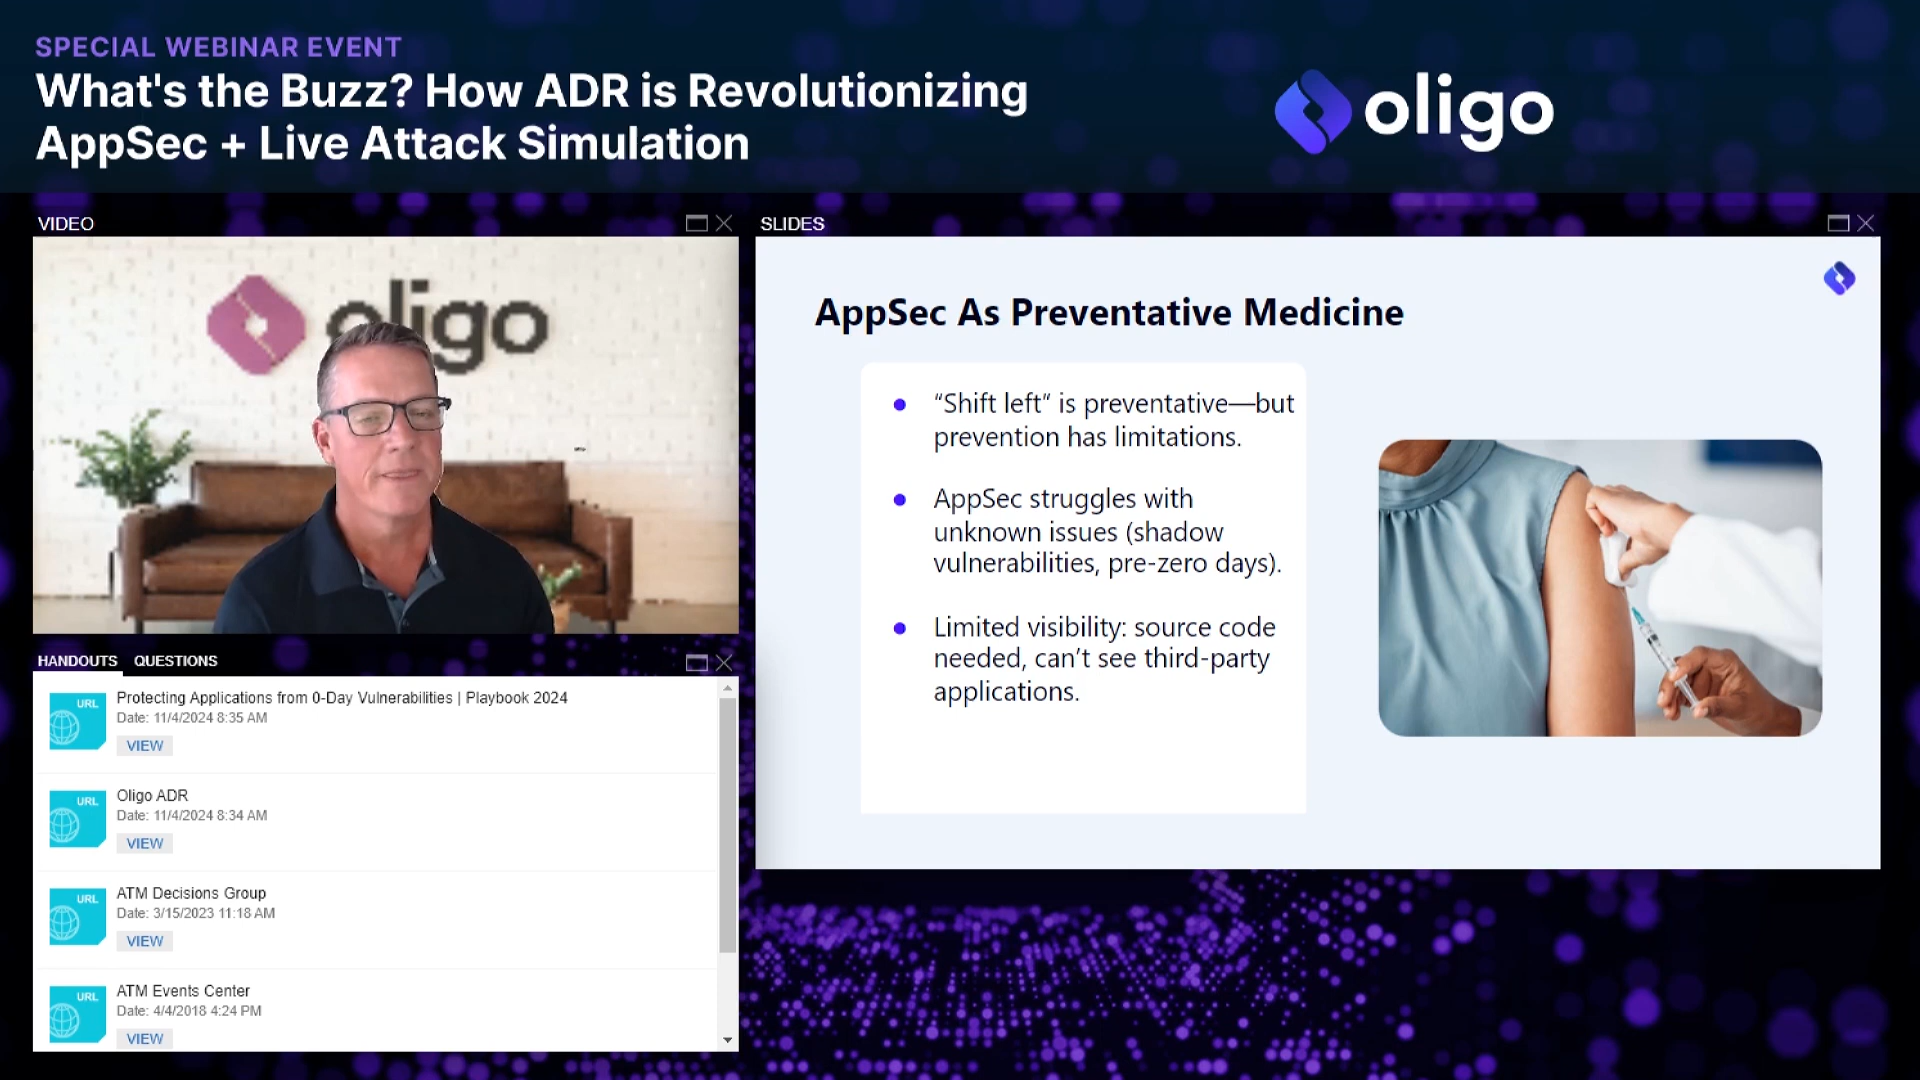 SPECIAL WEBINAR EVENT
What's the Buzz? How ADR is Revolutionizing
AppSec + Live Attack Simulation
oligo
VIDEO
oligo
HANDOUTS QUESTIONS
URL
Protecting Applications from 0-Day Vulnerabilities | Playbook 2024
Date: 11/4/2024 8:35 AM
VIEW
URL
Oligo ADR
Date: 11/4/2024 8:34 AM
VIEW
URL
ATM Decisions Group
Date: 3/15/2023 11:18 AM
VIEW
URL
ATM Events Center
Date: 4/4/2018 4:24 PM
VIEW
SLIDES
AppSec As Preventative Medicine
• “Shift left“ is preventative—but
prevention has limitations.
• AppSec struggles with
unknown issues (shadow
vulnerabilities, pre-zero days).
• Limited visibility: source code
needed, can’t see third-party
applications.